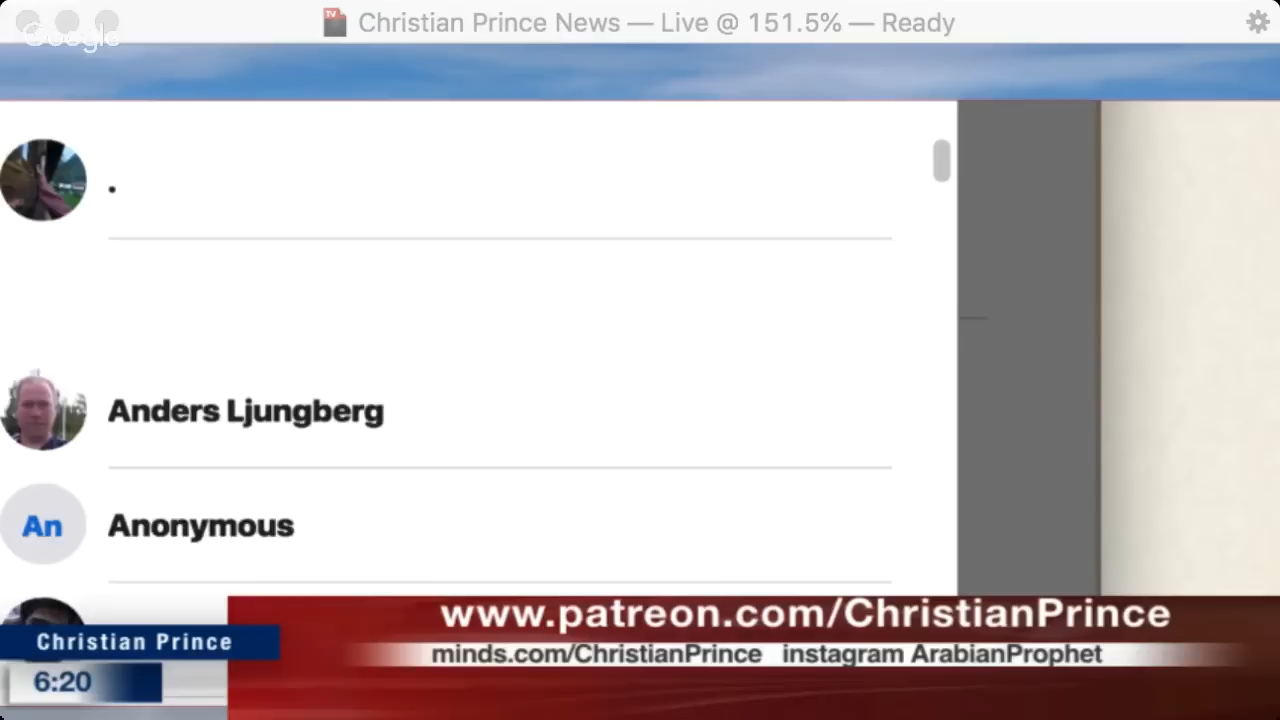 Christian Prince News — Live @ 151.5% — Ready
Google
.
Anders Ljungberg
An
Anonymous
www.patreon.com/ChristianPrince
Christian Prince
minds.com/ChristianPrince instagram ArabianProphet
6:20